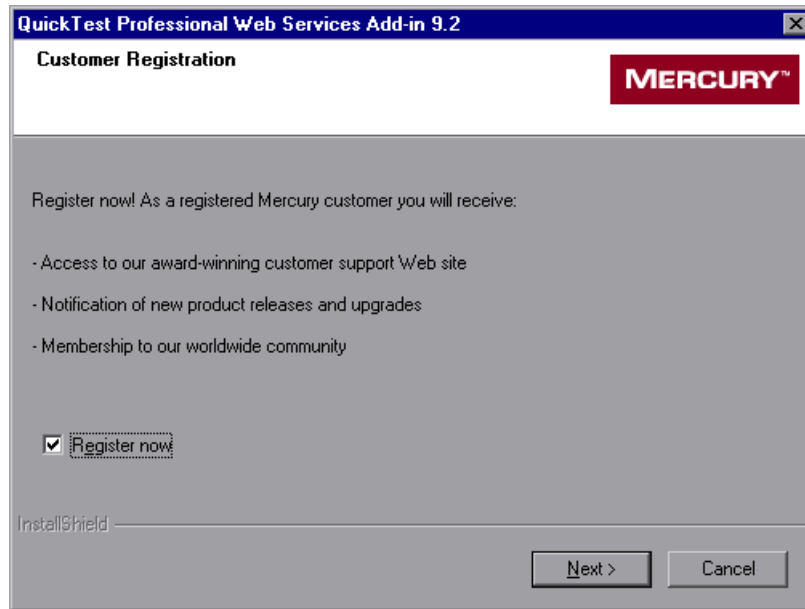 QuickTest Professional Web Services Add-in 9.2
Customer Registration
MERCURY™
Register now! As a registered Mercury customer you will receive:
- Access to our award-winning customer support Web site
- Notification of new product releases and upgrades
- Membership to our worldwide community
Register now
InstallShield
Next >
Cancel